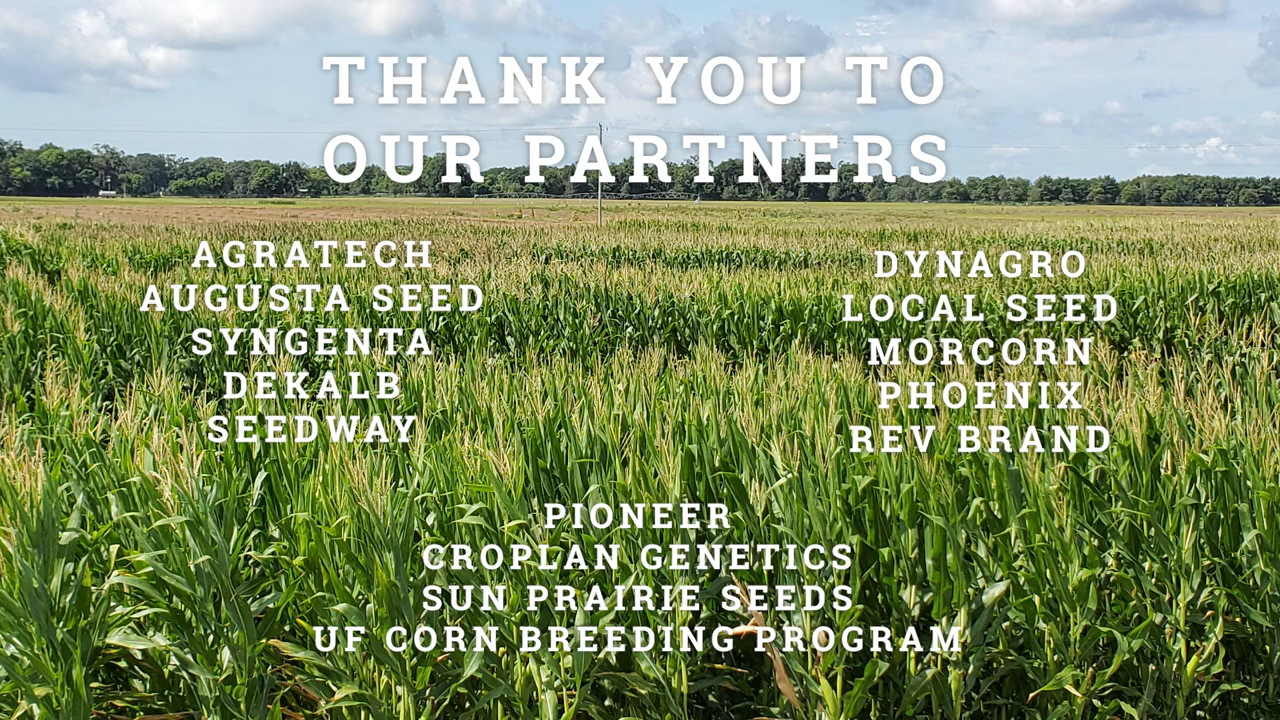 THANK YOU TO
OUR PARTNERS
AGRATECH
AUGUSTA SEED
SYNGENTA
DEKALB
SEEDWAY
DYNAGRO
LOCAL SEED
MORCORN
PHOENIX
REV BRAND
PIONEER
CROPLAN GENETICS
SUN PRAIRIE SEEDS
UF CORN BREEDING PROGRAM